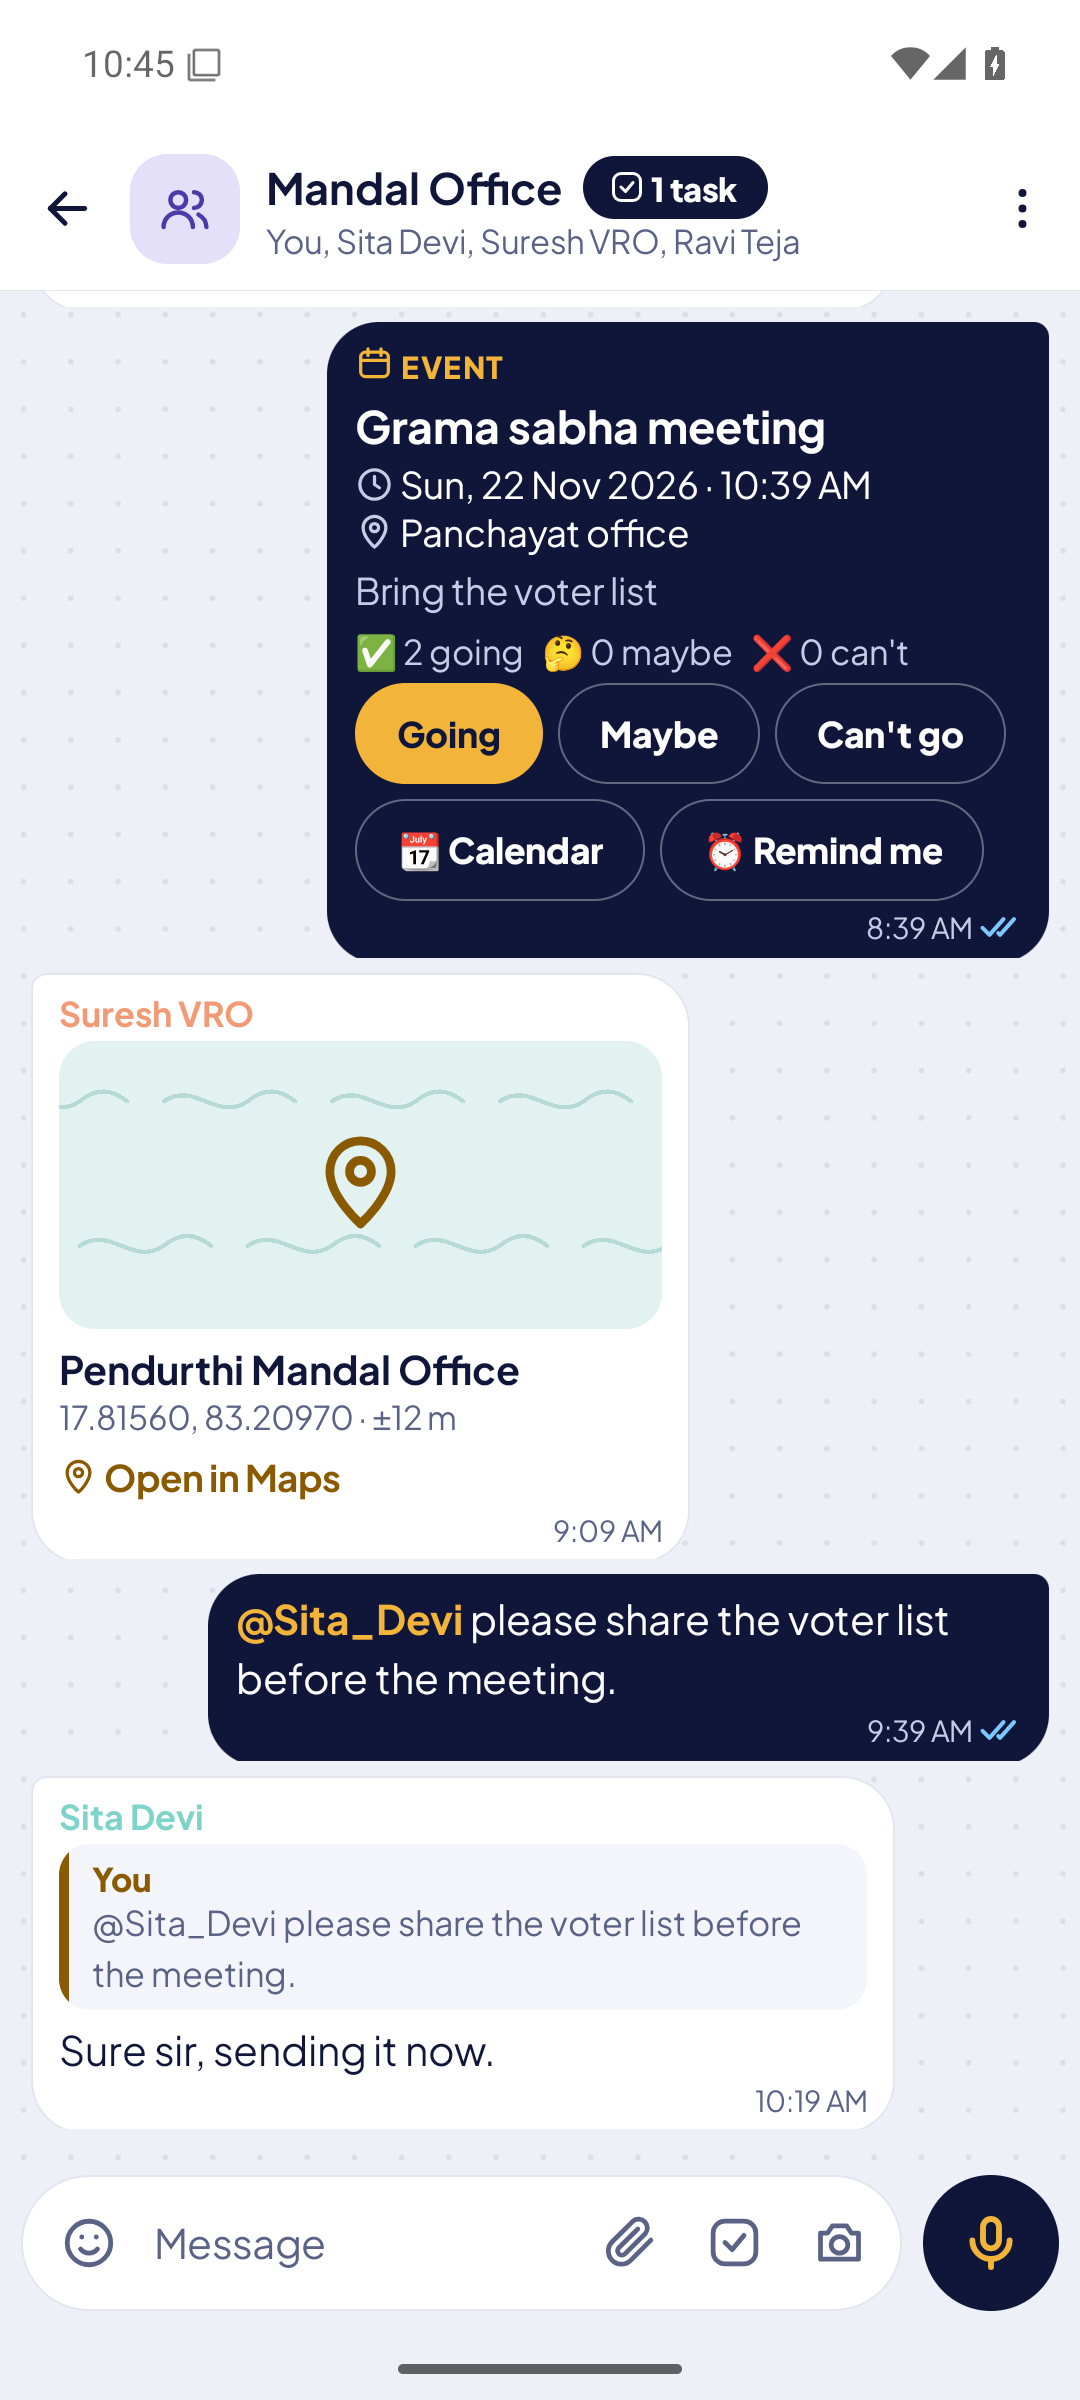 10:45
Mandal Office
1 task
You, Sita Devi, Suresh VRO, Ravi Teja
EVENT
Grama sabha meeting
Sun, 22 Nov 2026 · 10:39 AM
Panchayat office
Bring the voter list
✅ 2 going 🤔 0 maybe ❌ 0 can't
Going Maybe Can't go
📆 Calendar ⏰ Remind me
8:39 AM
Suresh VRO
Pendurthi Mandal Office
17.81560, 83.20970 · ±12 m
Open in Maps
9:09 AM
@Sita_Devi please share the voter list
before the meeting.
9:39 AM
Sita Devi
You
@Sita_Devi please share the voter list before
the meeting.
Sure sir, sending it now.
10:19 AM
Message